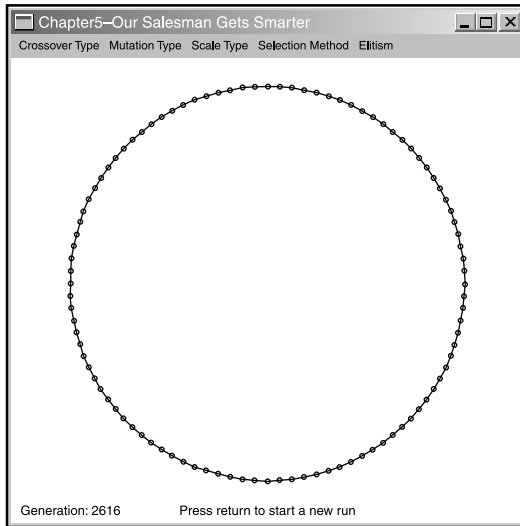 Chapter5–Our Salesman Gets Smarter
Crossover Type Mutation Type Scale Type Selection Method Elitism
Generation: 2616 Press return to start a new run